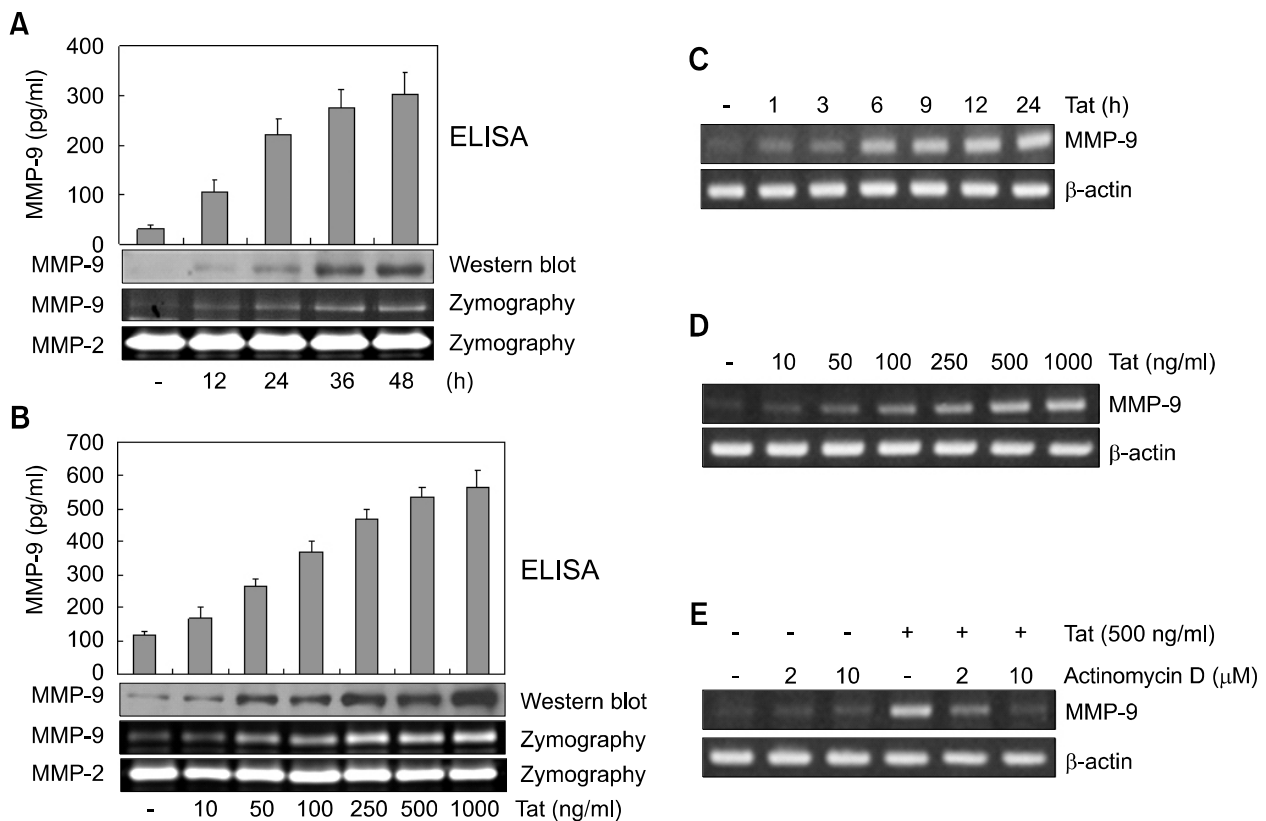 A
400
300
200
100
0
MMP-9 (pg/ml)
ELISA
MMP-9 Western blot
MMP-9 Zymography
MMP-2 Zymography
- 12 24 36 48 (h)
B
700
600
500
400
300
200
100
0
MMP-9 (pg/ml)
ELISA
MMP-9 Western blot
MMP-9 Zymography
MMP-2 Zymography
- 10 50 100 250 500 1000 Tat (ng/ml)
C
- 1 3 6 9 12 24 Tat (h)
MMP-9
β-actin
D
- 10 50 100 250 500 1000 Tat (ng/ml)
MMP-9
β-actin
E
- - - + + + Tat (500 ng/ml)
- 2 10 - 2 10 Actinomycin D (μM)
MMP-9
β-actin